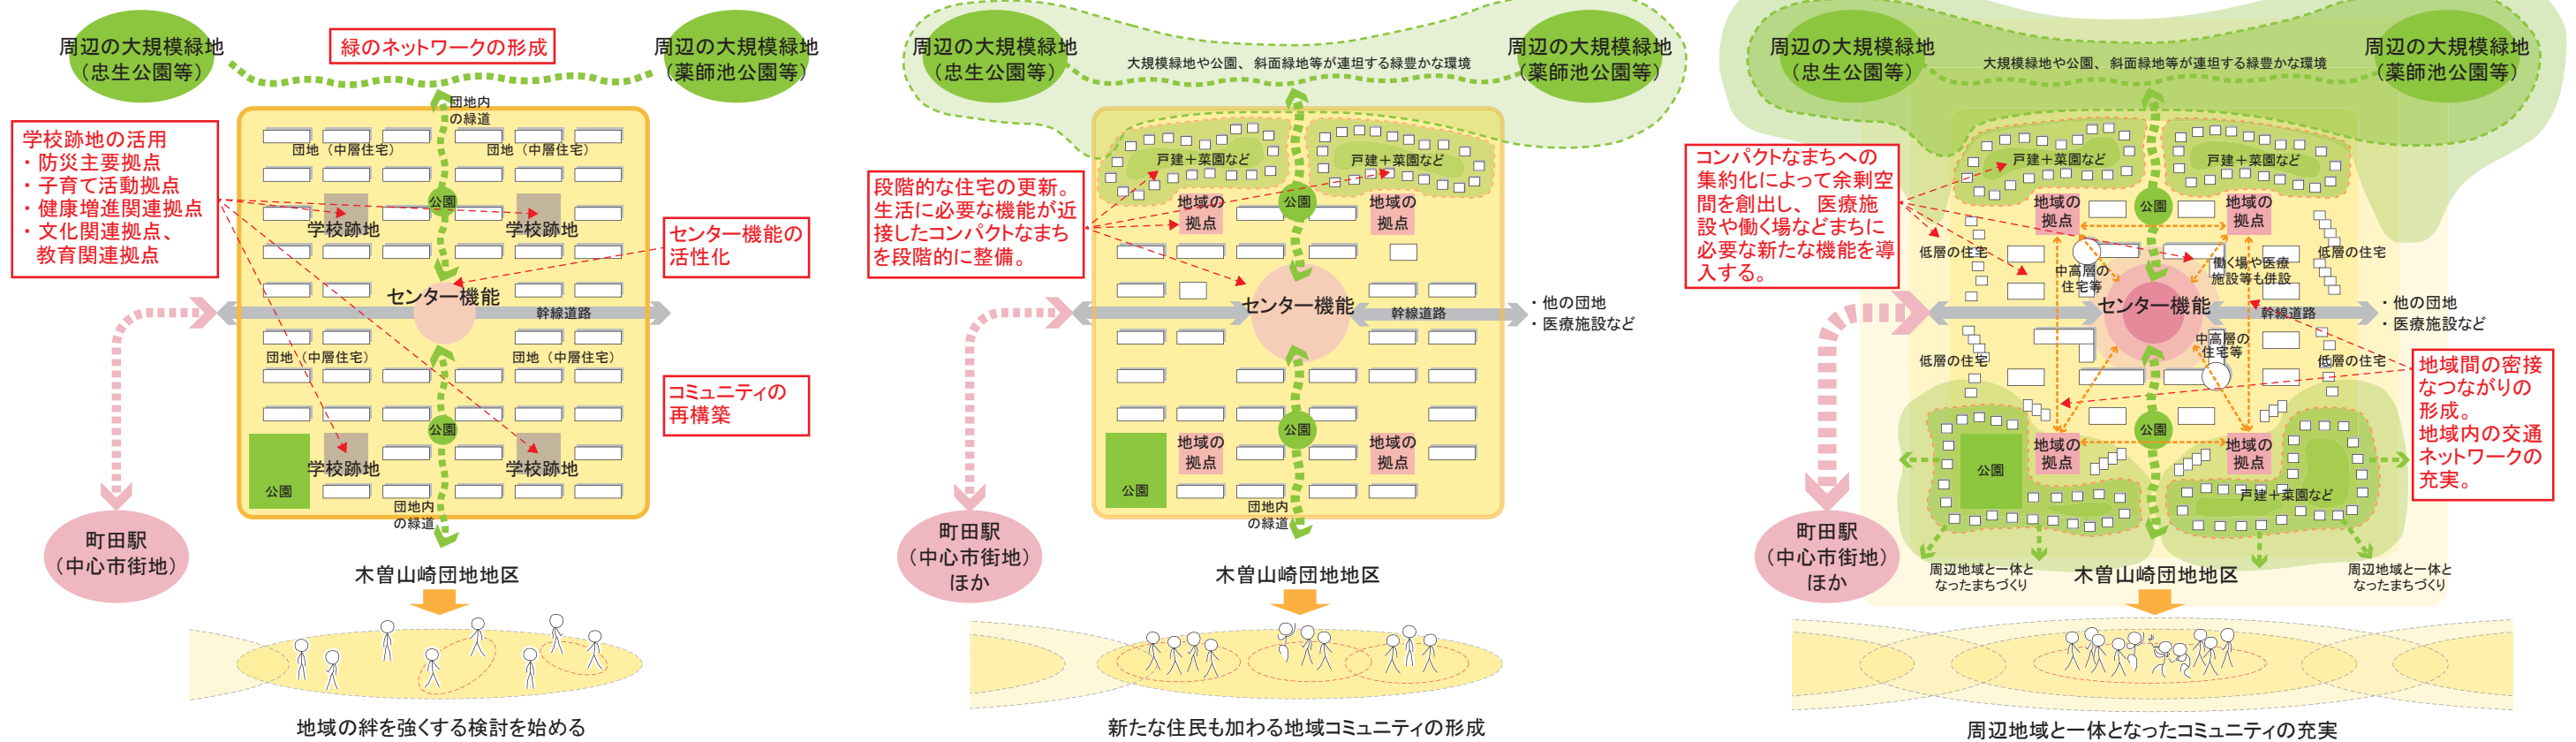 周辺の大規模緑地
（忠生公園等）
緑のネットワークの形成
周辺の大規模緑地
（薬師池公園等）
団地内
の緑道
学校跡地の活用
・防災主要拠点
・子育て活動拠点
・健康増進関連拠点
・文化関連拠点、
教育関連拠点
団地（中層住宅）
団地（中層住宅）
公園
学校跡地
学校跡地
センター機能の
活性化
センター機能
幹線道路
団地（中層住宅）
団地（中層住宅）
コミュニティの
再構築
公園
学校跡地
学校跡地
公園
団地内
の緑道
町田駅
（中心市街地）
木曽山崎団地地区
地域の絆を強くする検討を始める
周辺の大規模緑地
（忠生公園等）
大規模緑地や公園、斜面緑地等が連坦する緑豊かな環境
周辺の大規模緑地
（薬師池公園等）
戸建＋菜園など
戸建＋菜園など
段階的な住宅の更新。
生活に必要な機能が近
接したコンパクトなまち
を段階的に整備。
地域の
拠点
公園
地域の
拠点
センター機能
幹線道路
・他の団地
・医療施設など
公園
地域の
拠点
地域の
拠点
公園
団地内
の緑道
町田駅
（中心市街地）
ほか
木曽山崎団地地区
新たな住民も加わる地域コミュニティの形成
周辺の大規模緑地
（忠生公園等）
大規模緑地や公園、斜面緑地等が連坦する緑豊かな環境
周辺の大規模緑地
（薬師池公園等）
コンパクトなまちへの
集約化によって余剰空
間を創出し、医療施
設や働く場などまちに
必要な新たな機能を導
入する。
戸建＋菜園など
戸建＋菜園など
地域の
拠点
公園
地域の
拠点
低層の住宅
中高層の
住宅等
働く場や医療
施設等も併設
低層の住宅
センター機能
幹線道路
・他の団地
・医療施設など
低層の住宅
中高層の
住宅等
低層の住宅
地域間の密接
なつながりの
形成。
地域内の交通
ネットワークの
充実。
公園
地域の
拠点
地域の
拠点
公園
戸建＋菜園など
町田駅
（中心市街地）
ほか
周辺地域と一体と
なったまちづくり
木曽山崎団地地区
周辺地域と一体と
なったまちづくり
周辺地域と一体となったコミュニティの充実